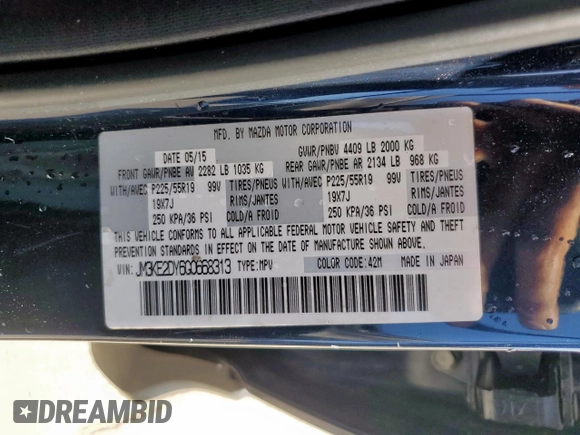 MFD. BY MAZDA MOTOR CORPORATION
DATE 05/15 GVWR/PNBV 4409 LB 2000 KG
FRONT GAWR/PNBE AV 2282 LB 1035 KG REAR GAWR/PNBE AR 2134 LB 968 KG
WITH/AVEC P225/55R19 99V TIRES/PNEUS WITH/AVEC P225/55R19 99V TIRES/PNEUS
19X7J RIMS/JANTES 19X7J RIMS/JANTES
250 KPA/36 PSI COLD/A FROID 250 KPA/36 PSI COLD/A FROID
THIS VEHICLE CONFORMS TO ALL APPLICABLE FEDERAL MOTOR VEHICLE SAFETY AND THEFT
PREVENTION STANDARDS IN EFFECT ON THE DATE OF MANUFACTURE SHOWN ABOVE.
VIN: JM3KE2DY6G0668313 TYPE:MPV COLOR CODE:42M MADE IN JAPAN
DREAMBID